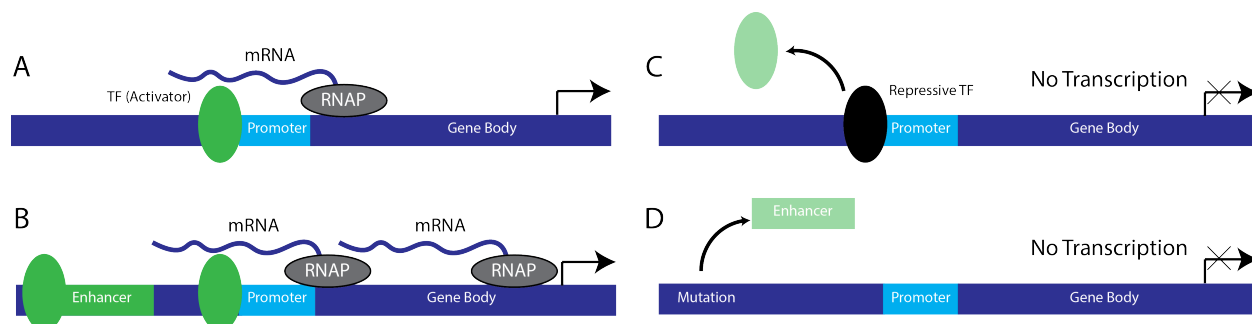 A
mRNA
TF (Activator)
RNAP
Promoter
Gene Body
B
mRNA
mRNA
RNAP
RNAP
Enhancer
Promoter
Gene Body
C
No Transcription
Repressive TF
Promoter
Gene Body
D
Enhancer
No Transcription
Mutation
Promoter
Gene Body